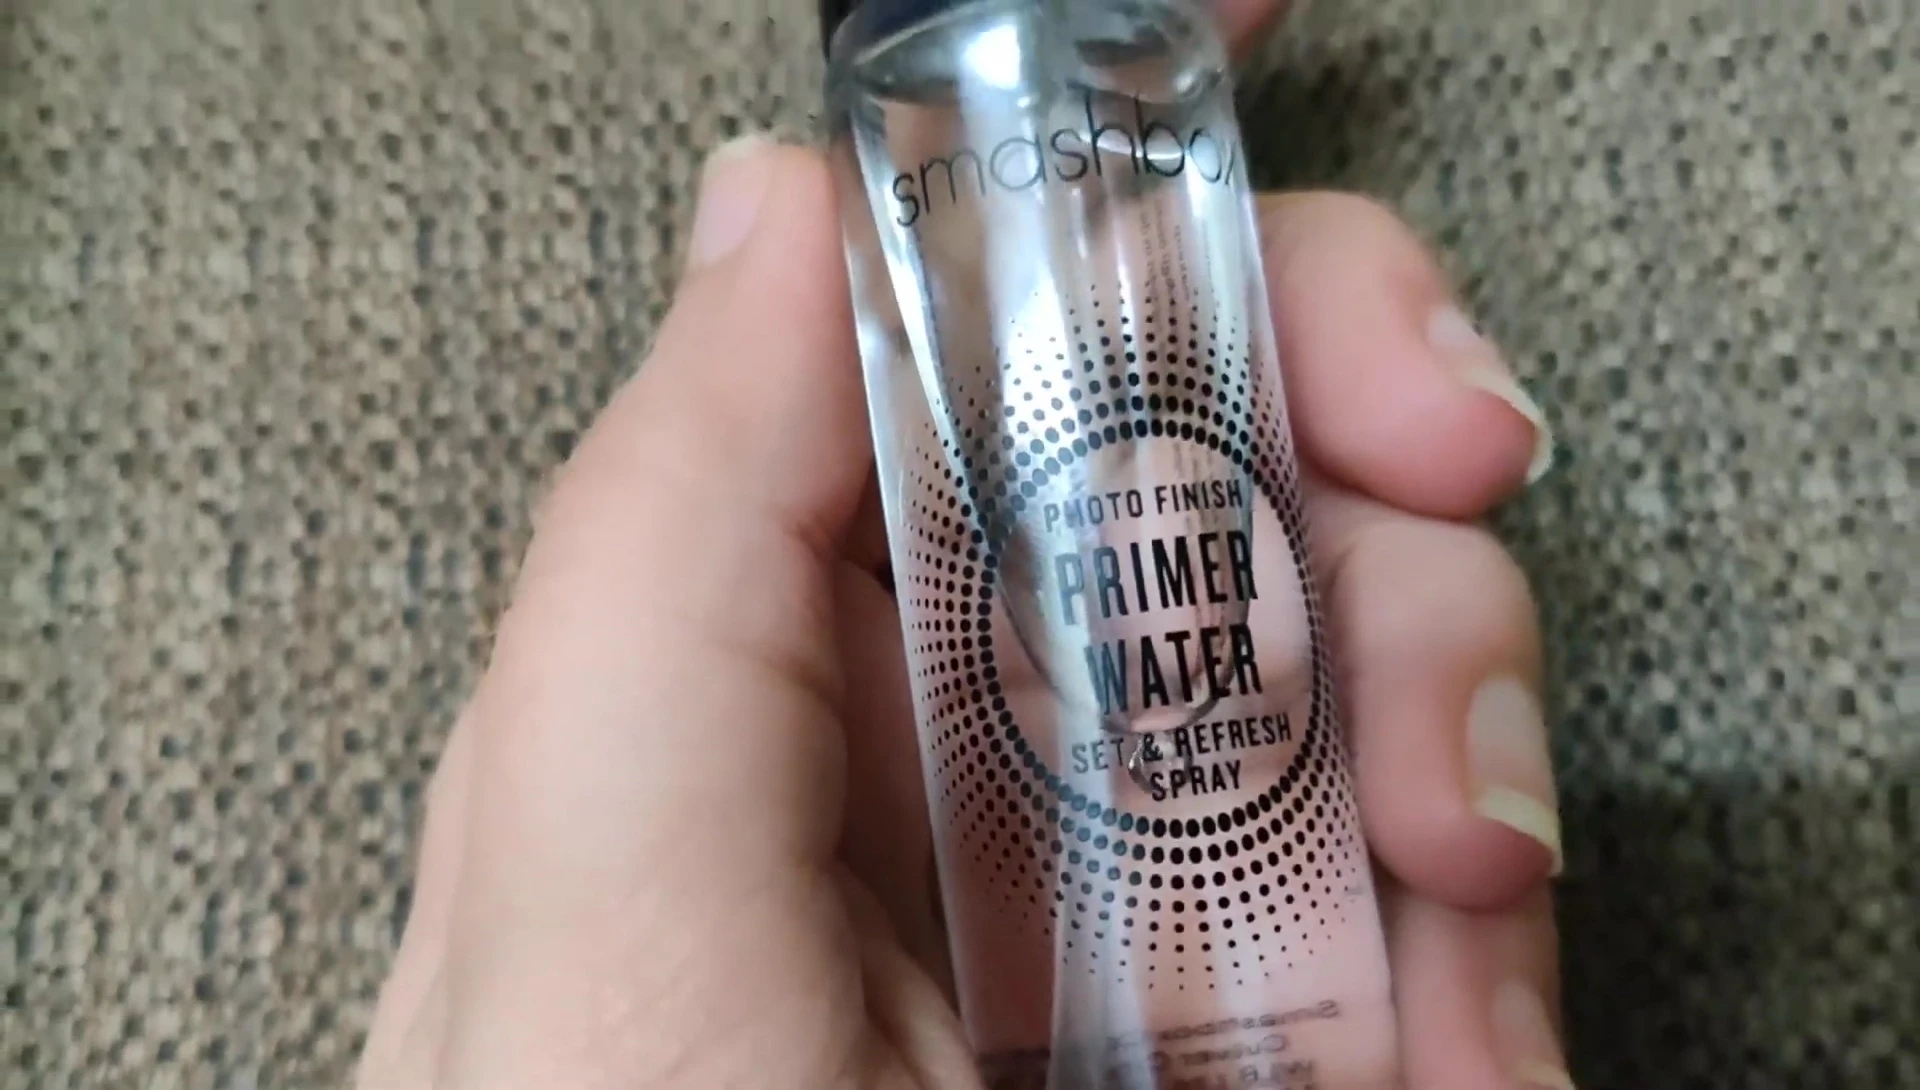 smashbox
PHOTO FINISH
PRIMER
WATER
SET & REFRESH
SPRAY